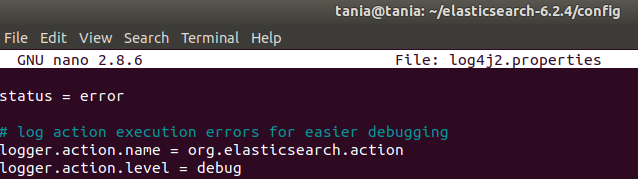 tania@tania: ~/elasticsearch-6.2.4/config
File Edit View Search Terminal Help
GNU nano 2.8.6 File: log4j2.properties
status = error
# log action execution errors for easier debugging
logger.action.name = org.elasticsearch.action
logger.action.level = debug